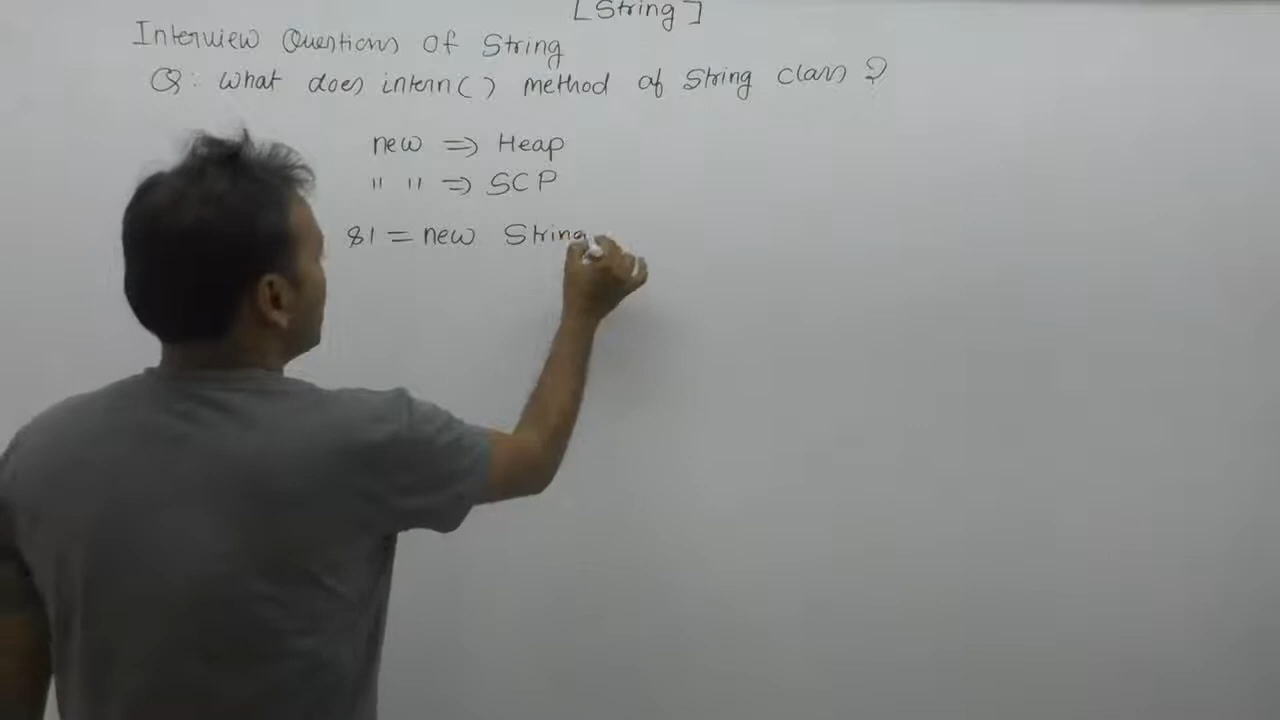 [String]
Interview Questions of String
Q: What does intern() method of String class ?
new => Heap
" " => SCP
s1 = new String